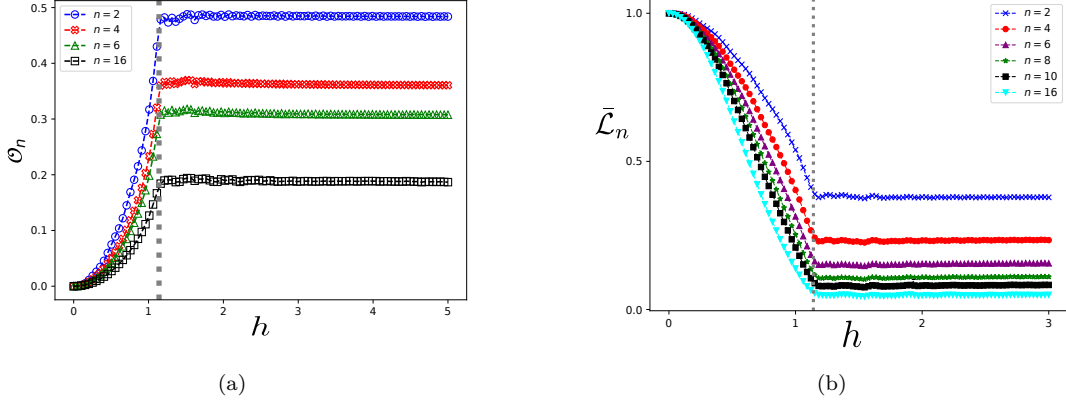 n = 2
n = 4
n = 6
n = 16
0.5
0.4
0.3
0.2
0.1
0.0
𝒪ₙ
0 1 2 3 4 5
h
(a)
n = 2
n = 4
n = 6
n = 8
n = 10
n = 16
1.0
0.5
0.0
ℒ̄ₙ
0 1 2 3
h
(b)